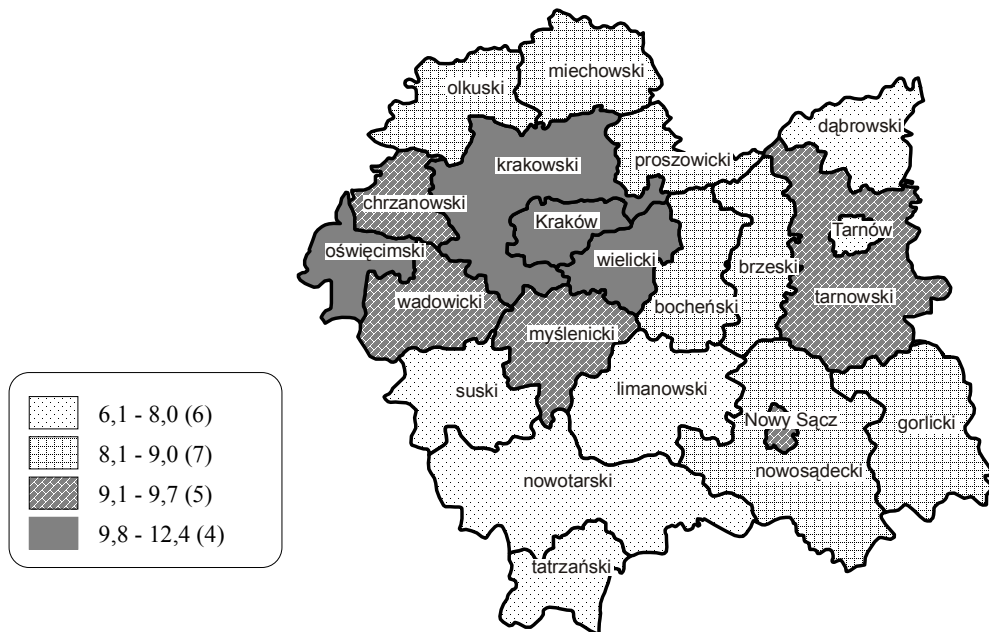 miechowski
olkuski
dąbrowski
proszowicki
krakowski
chrzanowski
Kraków
Tarnów
oświęcimski
wielicki
brzeski
wadowicki
bocheński
tarnowski
myślenicki
suski
limanowski
Nowy Sącz
gorlicki
nowosądecki
nowotarski
tatrzański
6,1 - 8,0 (6)
8,1 - 9,0 (7)
9,1 - 9,7 (5)
9,8 - 12,4 (4)